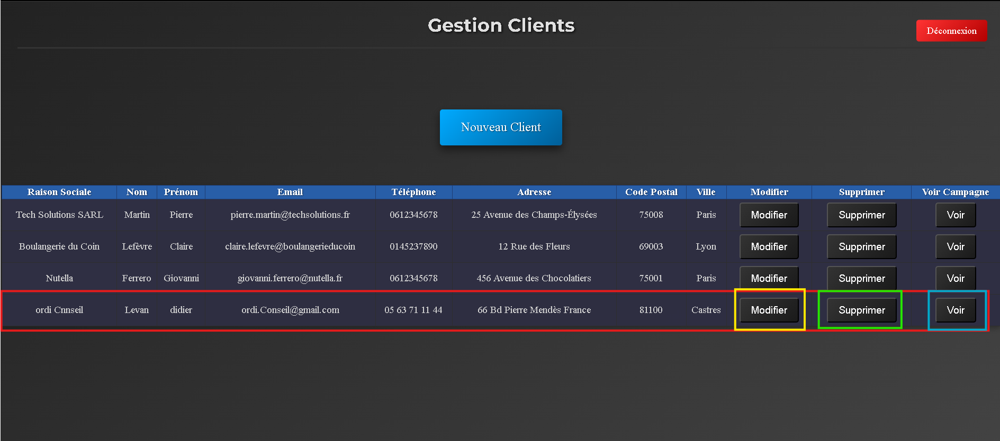 Gestion Clients
Déconnexion
Nouveau Client
Raison Sociale Nom Prénom Email Téléphone Adresse Code Postal Ville Modifier Supprimer Voir Campagne
Tech Solutions SARL Martin Pierre pierre.martin@techsolutions.fr 0612345678 25 Avenue des Champs-Élysées 75008 Paris Modifier Supprimer Voir
Boulangerie du Coin Lefèvre Claire claire.lefevre@boulangerieducoin 0145237890 12 Rue des Fleurs 69003 Lyon Modifier Supprimer Voir
Nutella Ferrero Giovanni giovanni.ferrero@nutella.fr 0612345678 456 Avenue des Chocolatiers 75001 Paris Modifier Supprimer Voir
ordi Cnnseil Levan didier ordi.Conseil@gmail.com 05 63 71 11 44 66 Bd Pierre Mendès France 81100 Castres Modifier Supprimer Voir